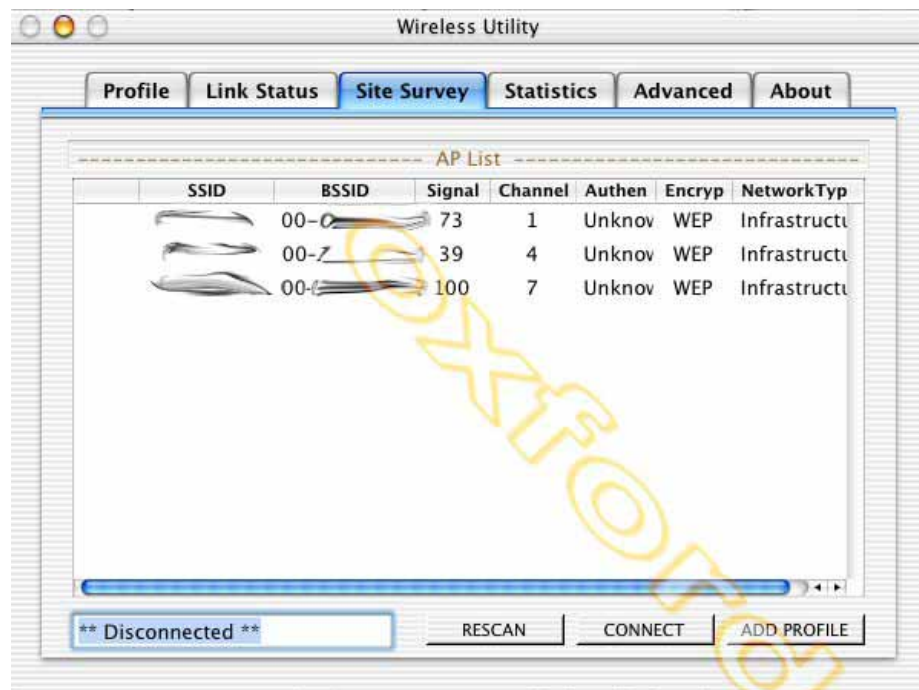 Wireless Utility
Profile Link Status Site Survey Statistics Advanced About
AP List
SSID BSSID Signal Channel Authen Encryp NetworkTyp
00- 73 1 Unknov WEP Infrastructu
00- 39 4 Unknov WEP Infrastructu
00- 100 7 Unknov WEP Infrastructu
** Disconnected ** RESCAN CONNECT ADD PROFILE
oxford